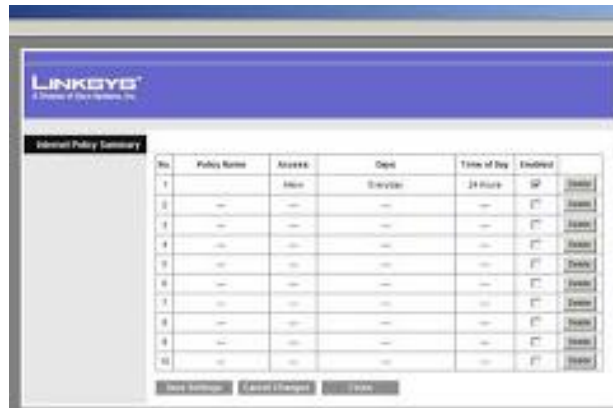 LINKSYS®
A Division of Cisco Systems, Inc.
Internet Policy Summary
No. Policy Name Access Days Time of Day Enabled
1 Everyday 24 Hours Delete
2 --- --- --- --- Delete
3 --- --- --- --- Delete
4 --- --- --- --- Delete
5 --- --- --- --- Delete
6 --- --- --- --- Delete
7 --- --- --- --- Delete
8 --- --- --- --- Delete
9 --- --- --- --- Delete
10 --- --- --- --- Delete
Save Settings Cancel Changes Close